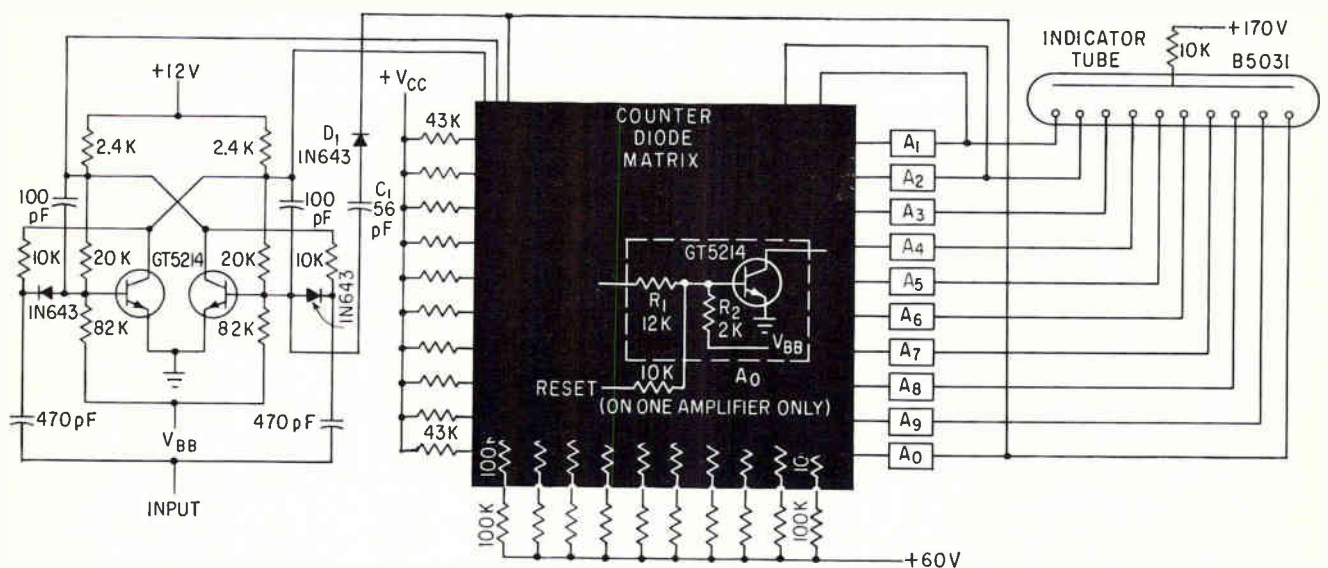 +12V
2.4K
2.4K
100
pF
100
pF
10K
20K
GT5214
20K
10K
1N643
1N643
82K
82K
470pF
VBB
470pF
INPUT
D1
1N643
C1
56
pF
+ VCC
43K
43K
COUNTER
DIODE
MATRIX
GT5214
R1
12K
R2
2K
VBB
10K
RESET
A0
(ON ONE AMPLIFIER ONLY)
100K
100K
+60V
A1
A2
A3
A4
A5
A6
A7
A8
A9
A0
INDICATOR
TUBE
10K
+170V
B5031